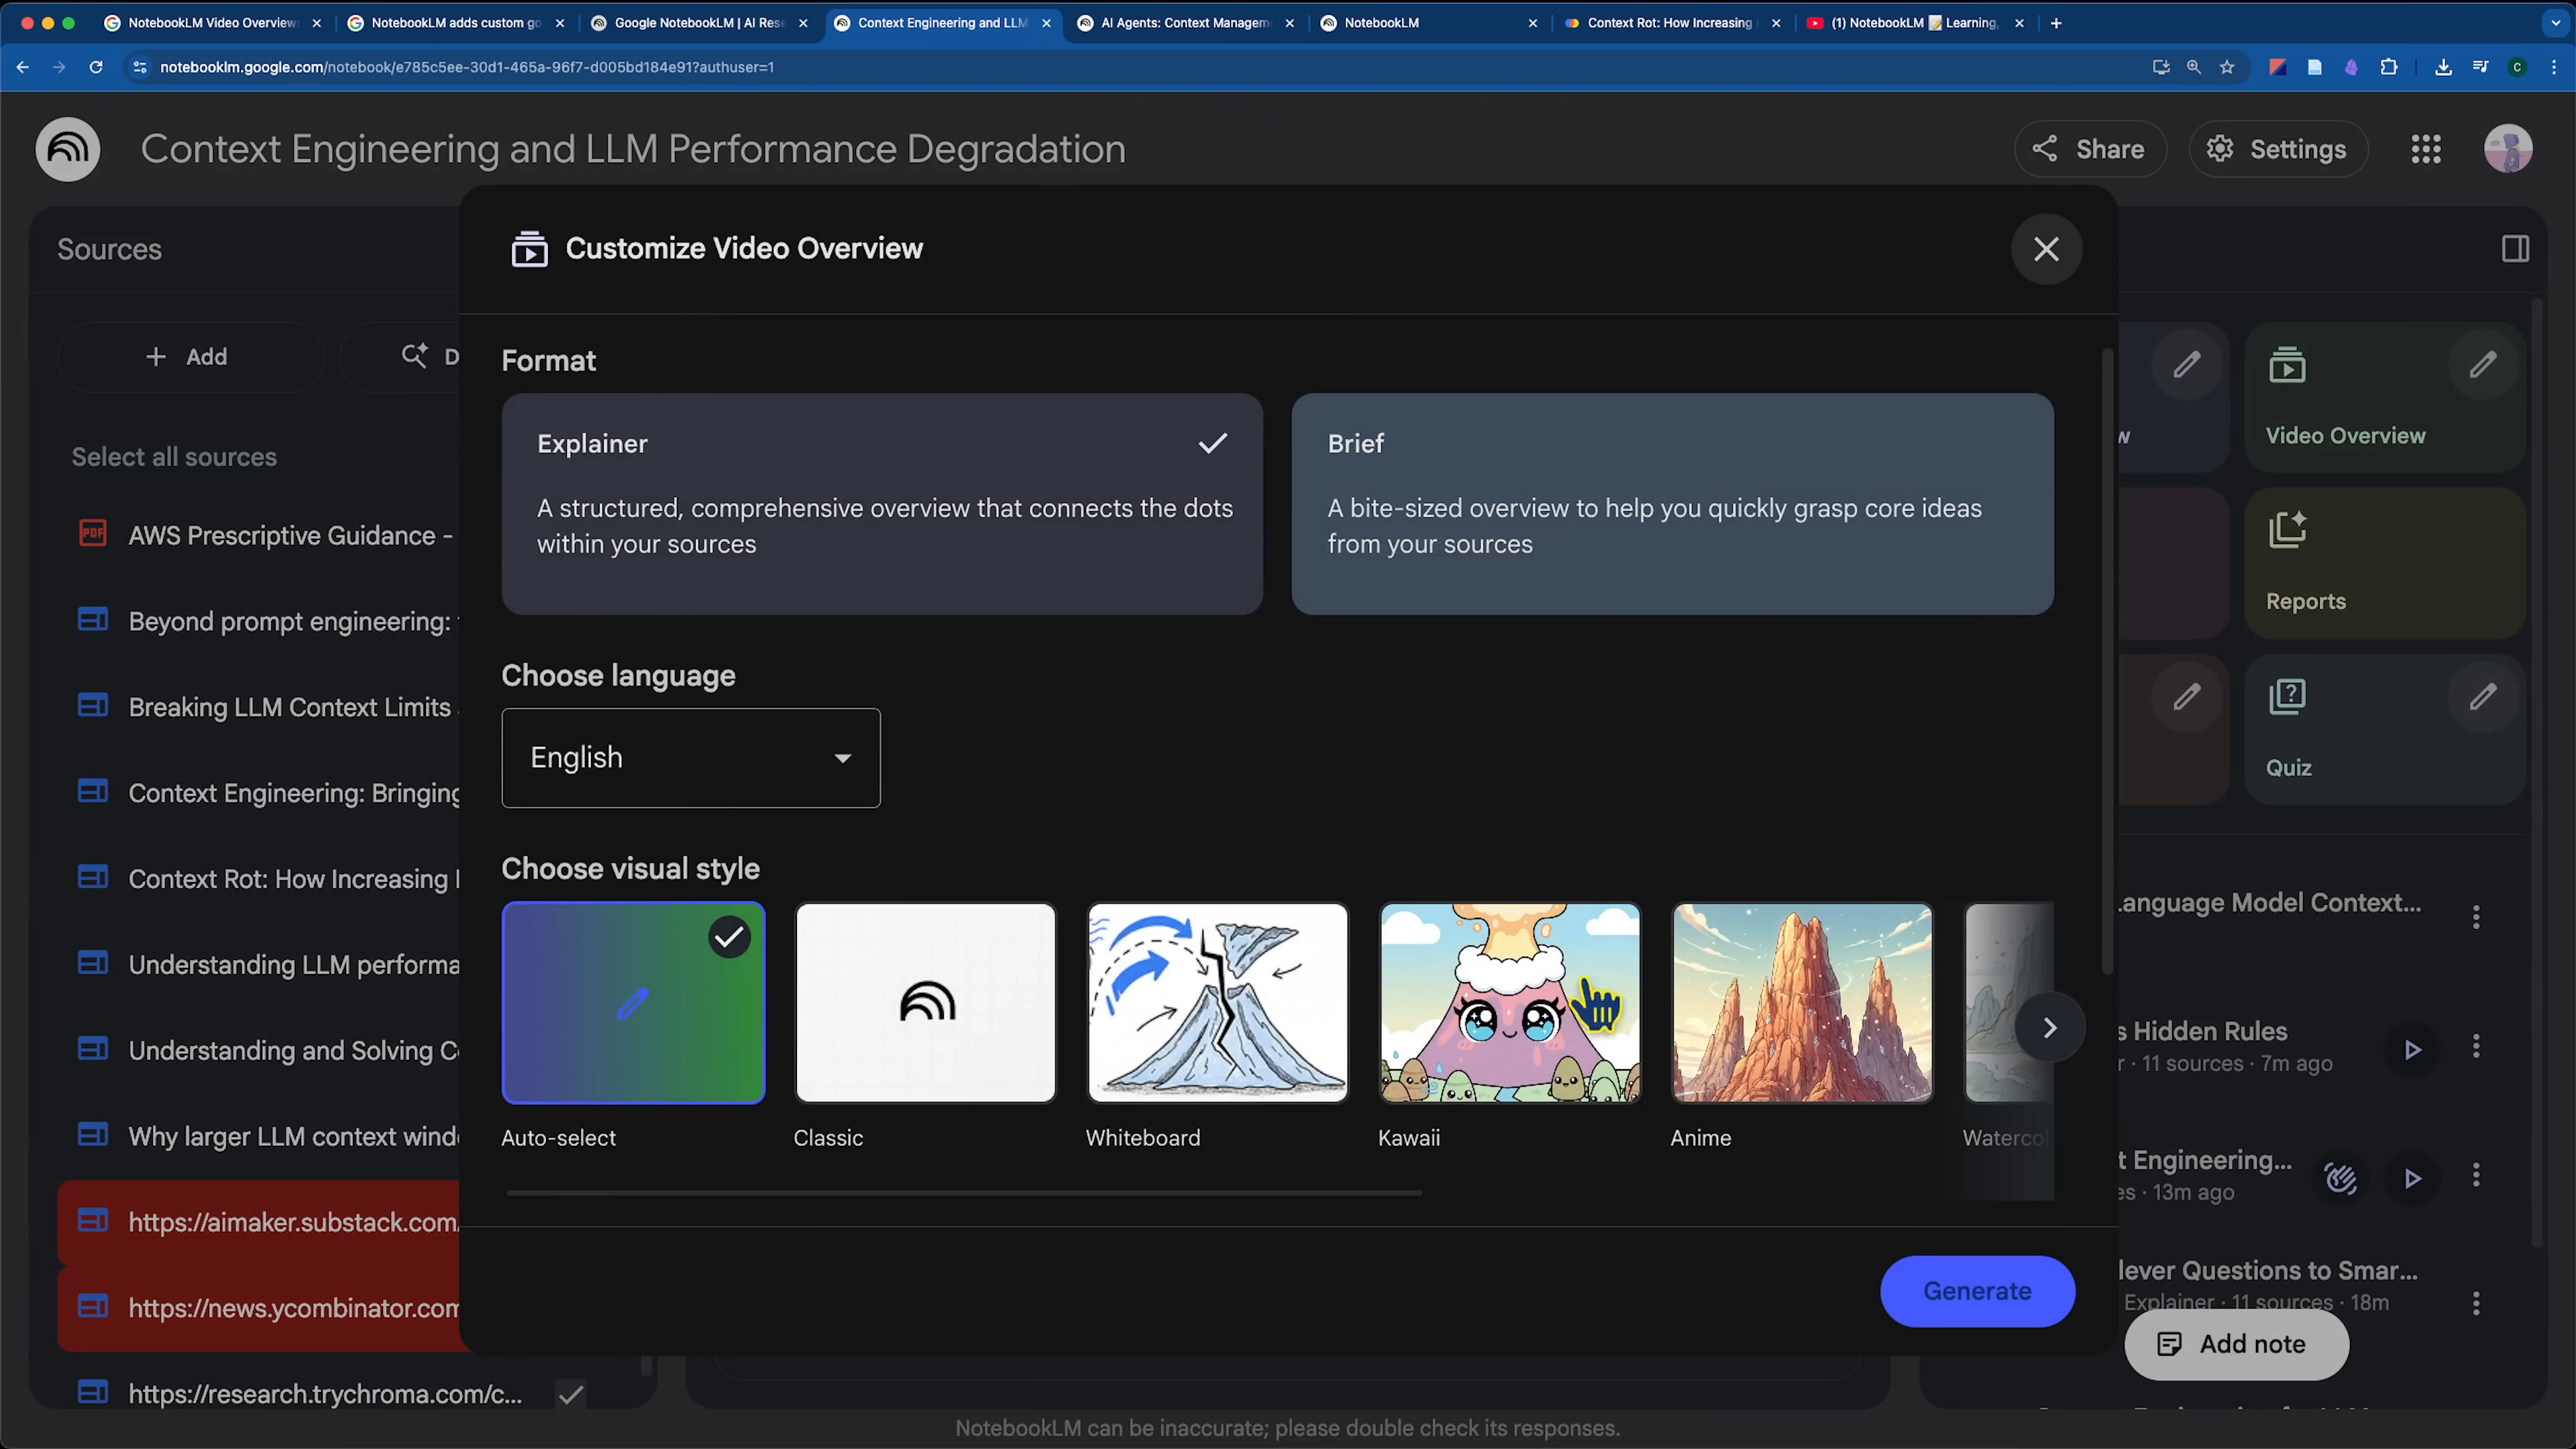 NotebookLM Video Overview
NotebookLM adds custom go
Google NotebookLM | AI Rese
Context Engineering and LLM
AI Agents: Context Managem
NotebookLM
Context Rot: How Increasing
(1) NotebookLM 📝 Learning,
notebooklm.google.com/notebook/e785c5ee-30d1-465a-96f7-d005bd184e91?authuser=1
C
Context Engineering and LLM Performance Degradation
Share
Settings
Sources
Customize Video Overview
+ Add
D
Format
Explainer
A structured, comprehensive overview that connects the dots
within your sources
Brief
A bite-sized overview to help you quickly grasp core ideas
from your sources
Select all sources
PDF
AWS Prescriptive Guidance -
Beyond prompt engineering:
Breaking LLM Context Limits
Context Engineering: Bringing
Context Rot: How Increasing
Understanding LLM performa
Understanding and Solving Co
Why larger LLM context windo
https://aimaker.substack.com/
https://news.ycombinator.com
https://research.trychroma.com/c...
Choose language
English
Choose visual style
Auto-select
Classic
Whiteboard
Kawaii
Anime
Waterco
Generate
w
Video Overview
Reports
Quiz
Language Model Context...
s Hidden Rules
r · 11 sources · 7m ago
t Engineering...
es · 13m ago
lever Questions to Smar...
Explainer · 11 sources · 18m
Add note
NotebookLM can be inaccurate; please double check its responses.